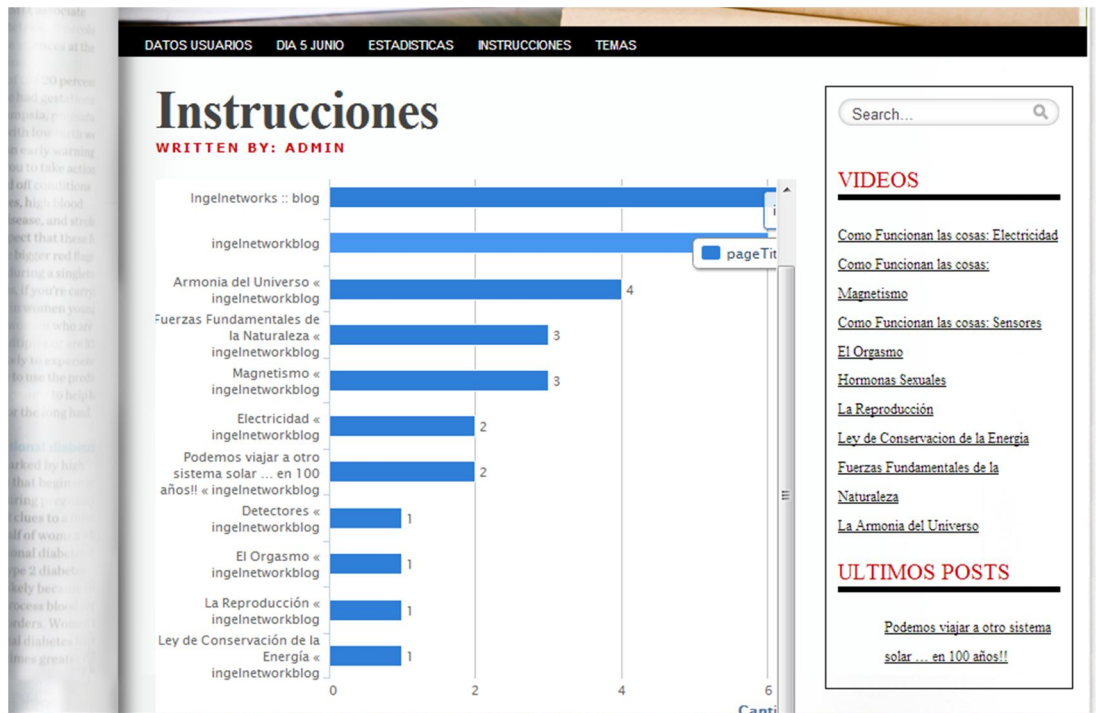 DATOS USUARIOS DIA 5 JUNIO ESTADISTICAS INSTRUCCIONES TEMAS
Instrucciones
WRITTEN BY: ADMIN
Ingelnetworks :: blog
ingelnetworkblog
pageTit
Armonia del Universo «
ingelnetworkblog
4
Fuerzas Fundamentales de
la Naturaleza «
ingelnetworkblog
3
Magnetismo «
ingelnetworkblog
3
Electricidad «
ingelnetworkblog
2
Podemos viajar a otro
sistema solar ... en 100
años!! « ingelnetworkblog
2
Detectores «
ingelnetworkblog
1
El Orgasmo «
ingelnetworkblog
1
La Reproducción «
ingelnetworkblog
1
Ley de Conservación de la
Energía «
ingelnetworkblog
1
0 2 4 6
Canti
Search...
VIDEOS
Como Funcionan las cosas: Electricidad
Como Funcionan las cosas:
Magnetismo
Como Funcionan las cosas: Sensores
El Orgasmo
Hormonas Sexuales
La Reproducción
Ley de Conservacion de la Energia
Fuerzas Fundamentales de la
Naturaleza
La Armonia del Universo
ULTIMOS POSTS
Podemos viajar a otro sistema
solar ... en 100 años!!